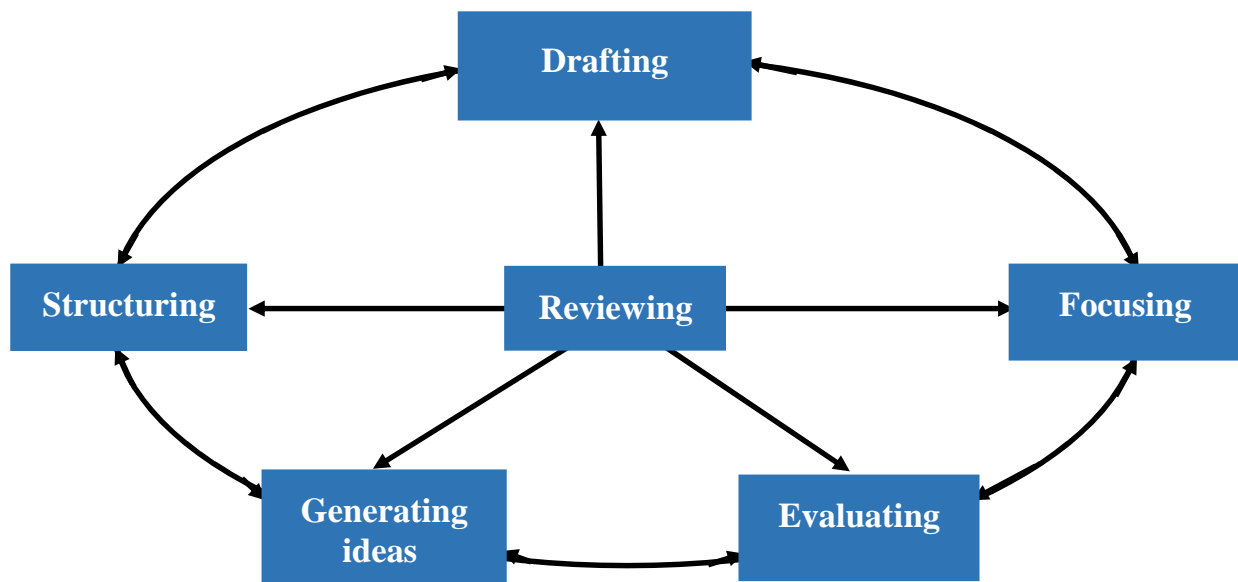 Drafting
Structuring
Reviewing
Focusing
Generating
ideas
Evaluating